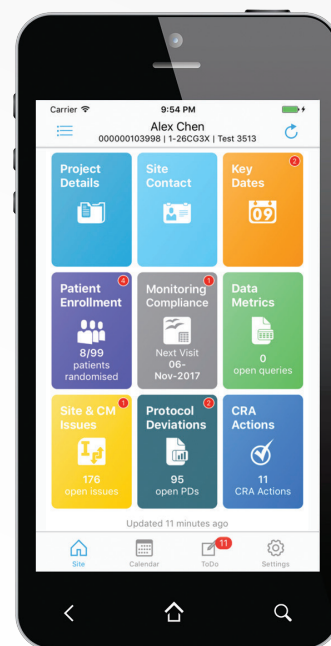 Carrier 9:54 PM
Alex Chen
000000103998 | 1-26CG3X | Test 3513
Project Details
Site Contact
Key Dates
2
09
Patient Enrollment
4
8/99
patients randomised
Monitoring Compliance
1
Next Visit
06-
Nov-2017
Data Metrics
0
open queries
Site & CM Issues
1
176
open issues
Protocol Deviations
2
95
open PDs
CRA Actions
11
CRA Actions
Updated 11 minutes ago
Site
Calendar
11
ToDo
Settings